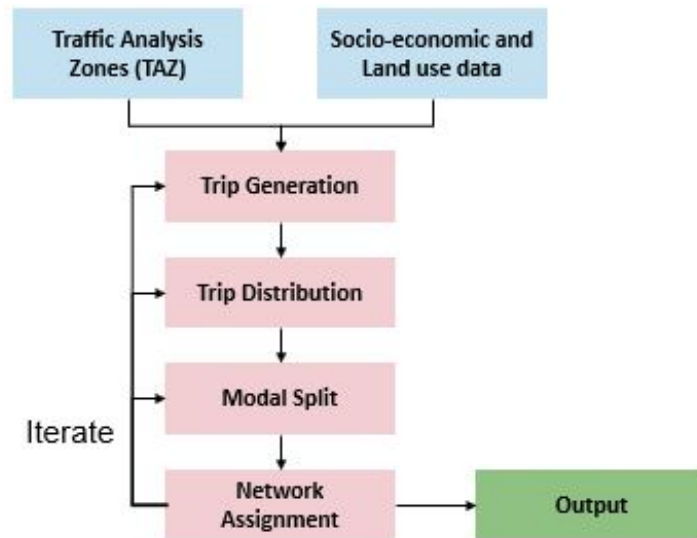 Traffic Analysis
Zones (TAZ)
Socio-economic and
Land use data
Trip Generation
Trip Distribution
Modal Split
Iterate
Network
Assignment
Output